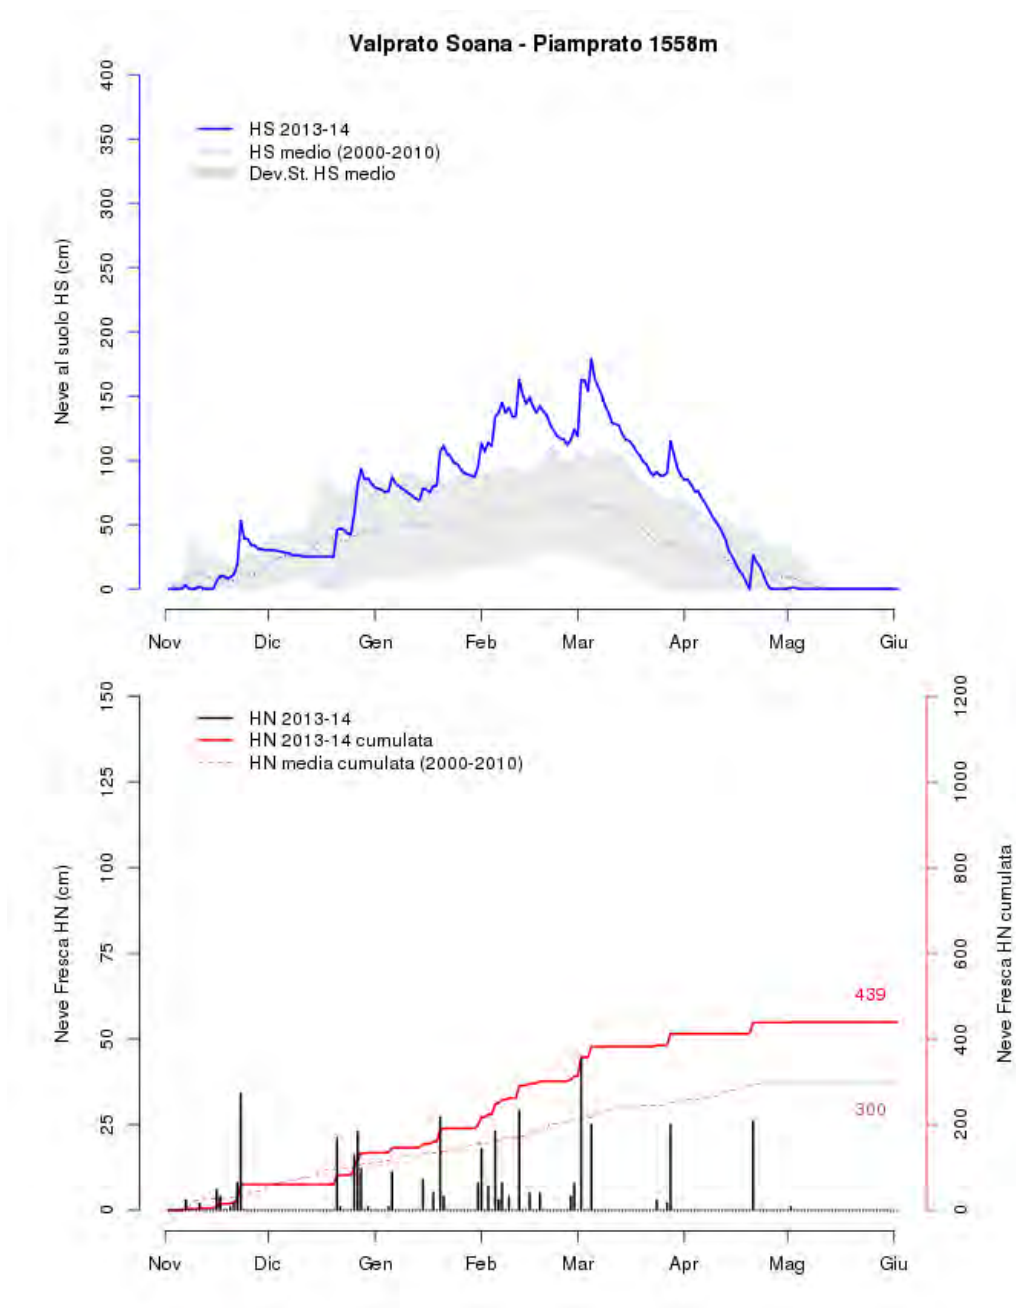 Valprato Soana - Piamprato 1558m
Neve al suolo HS (cm)
400
350
300
250
200
150
100
50
0
HS 2013-14
HS medio (2000-2010)
Dev.St. HS medio
Nov Dic Gen Feb Mar Apr Mag Giu
Neve Fresca HN (cm)
150
125
100
75
50
25
0
HN 2013-14
HN 2013-14 cumulata
HN media cumulata (2000-2010)
439
300
1200
1000
800
600
400
200
0
Neve Fresca HN cumulata
Nov Dic Gen Feb Mar Apr Mag Giu